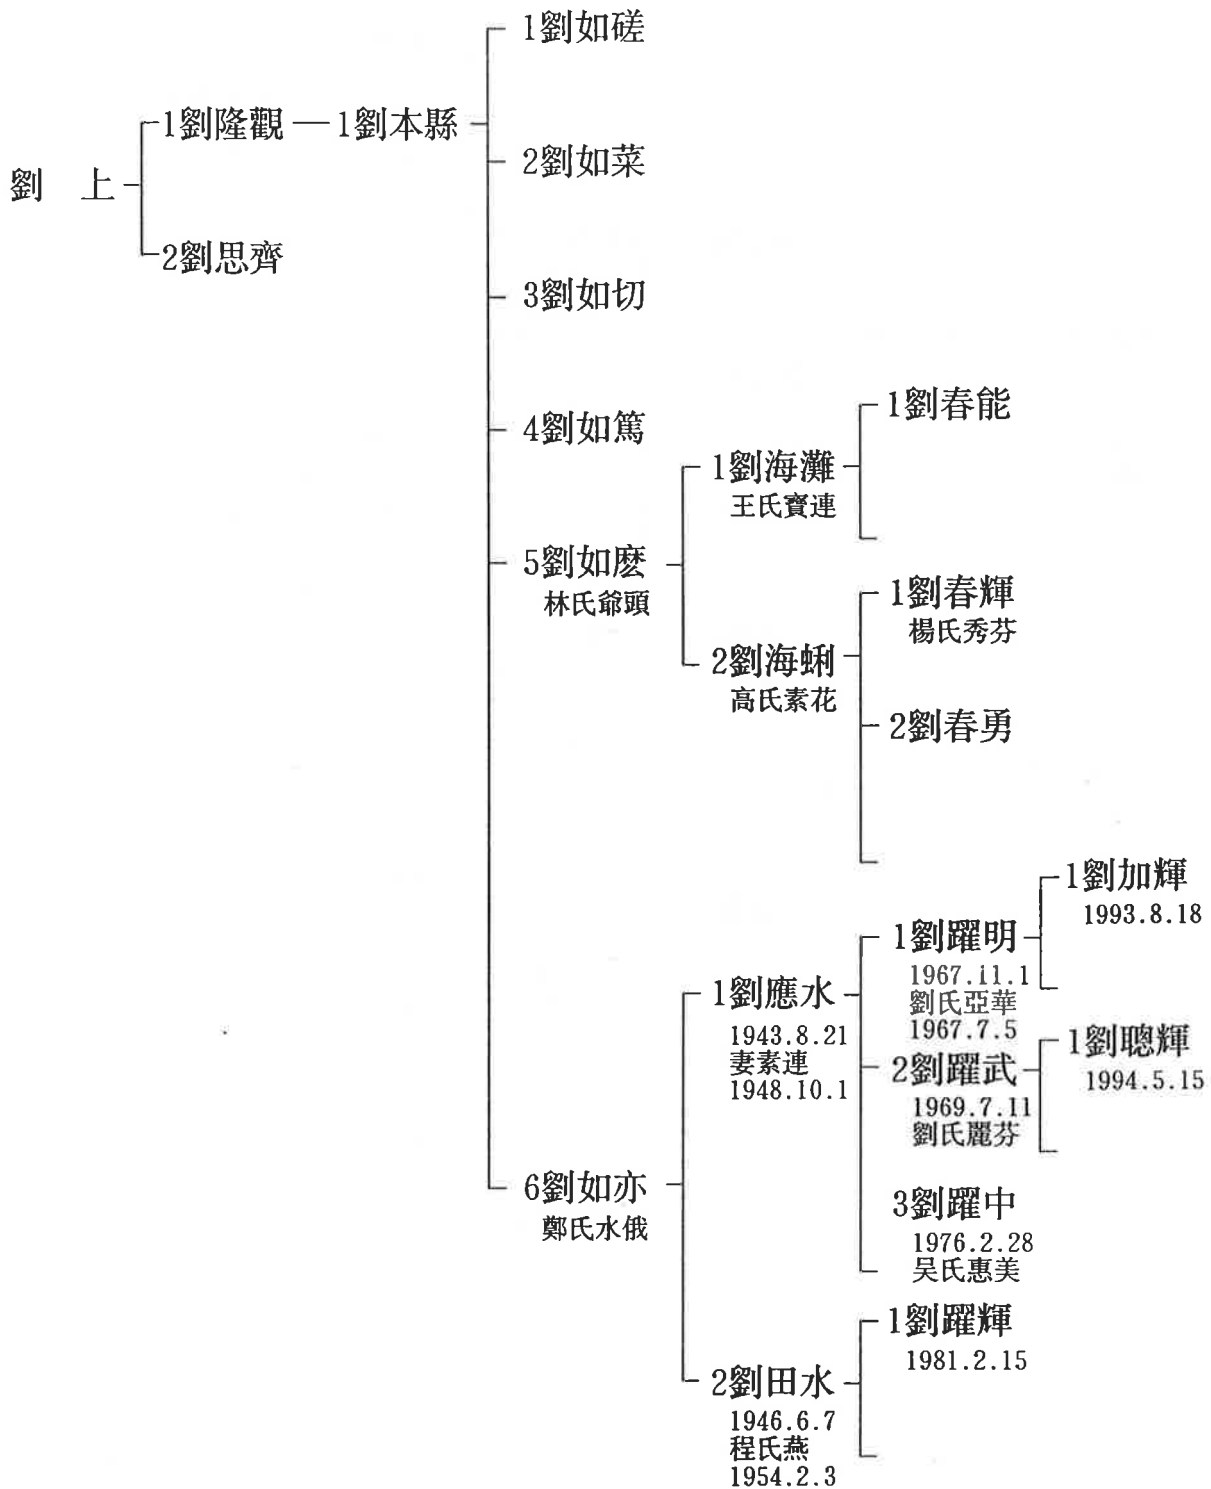 劉 上
1劉隆觀
2劉思齊
1劉本縣
1劉如磋
2劉如菜
3劉如切
4劉如篤
5劉如麽
林氏爺頭
6劉如亦
鄭氏水俄
1劉海灘
王氏寶連
2劉海蜊
高氏素花
1劉應水
1943.8.21
妻素連
1948.10.1
2劉田水
1946.6.7
程氏燕
1954.2.3
1劉春能
1劉春輝
楊氏秀芬
2劉春勇
1劉躍明
1967.11.1
劉氏亞華
1967.7.5
2劉躍武
1969.7.11
劉氏麗芬
3劉躍中
1976.2.28
吴氏惠美
1劉躍輝
1981.2.15
1劉加輝
1993.8.18
1劉聰輝
1994.5.15